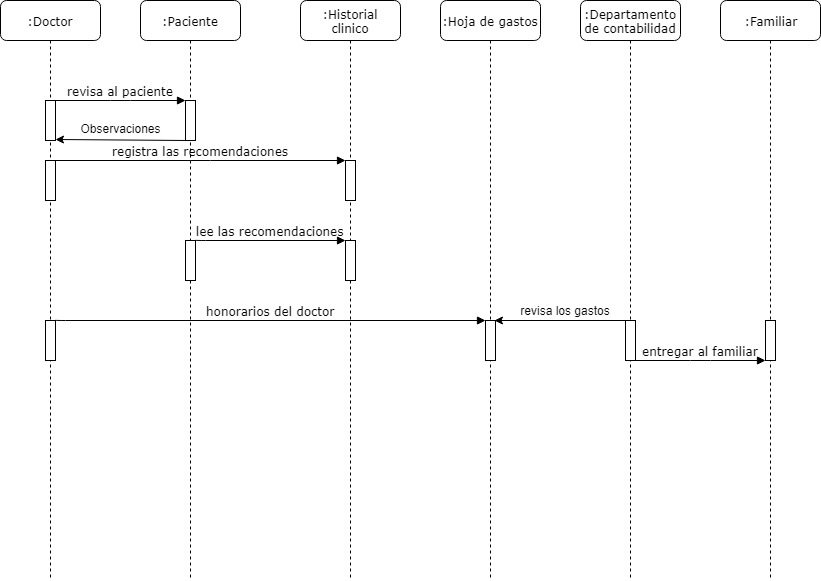 :Doctor
:Paciente
:Historial
clinico
:Hoja de gastos
:Departamento
de contabilidad
:Familiar
revisa al paciente
Observaciones
registra las recomendaciones
lee las recomendaciones
honorarios del doctor
revisa los gastos
entregar al familiar